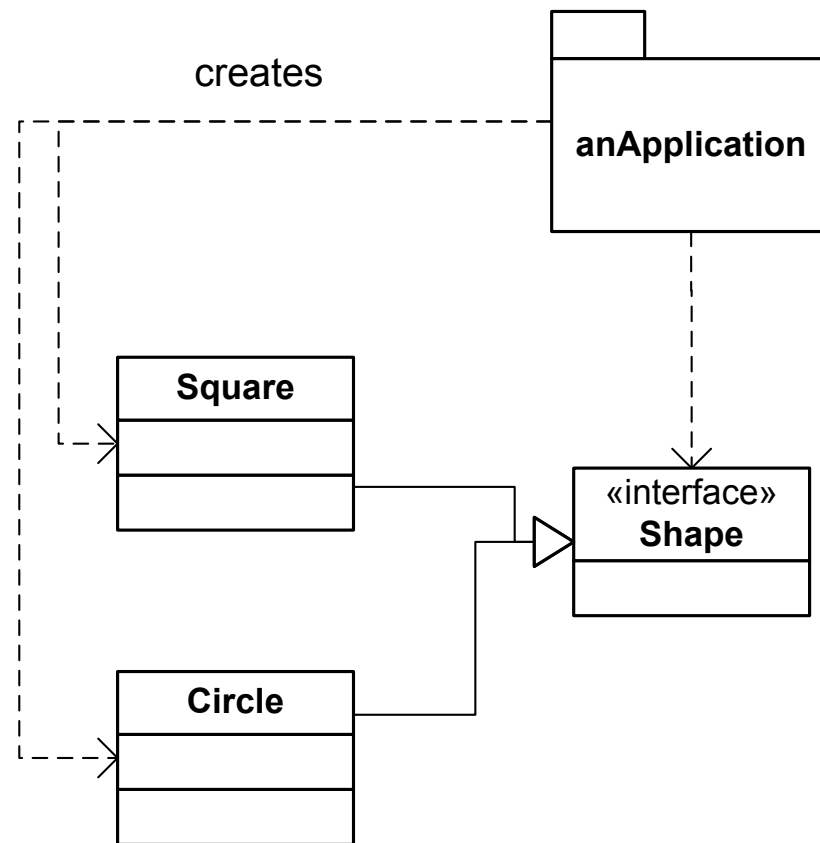 creates
anApplication
Square
«interface»
Shape
Circle